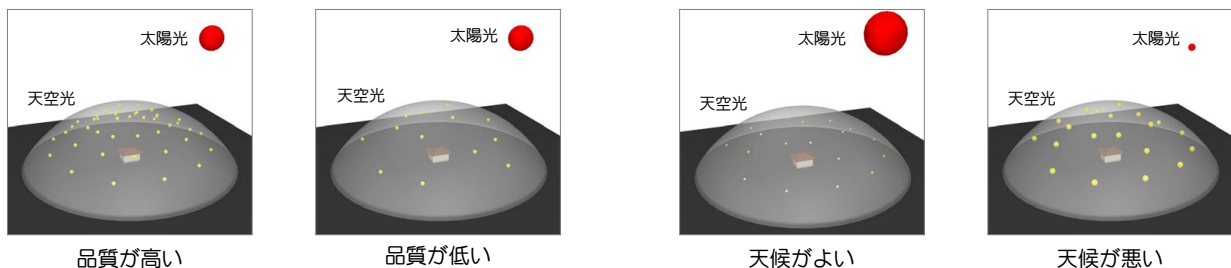 太陽光
天空光
品質が高い
太陽光
天空光
品質が低い
太陽光
天空光
天候がよい
太陽光
天空光
天候が悪い